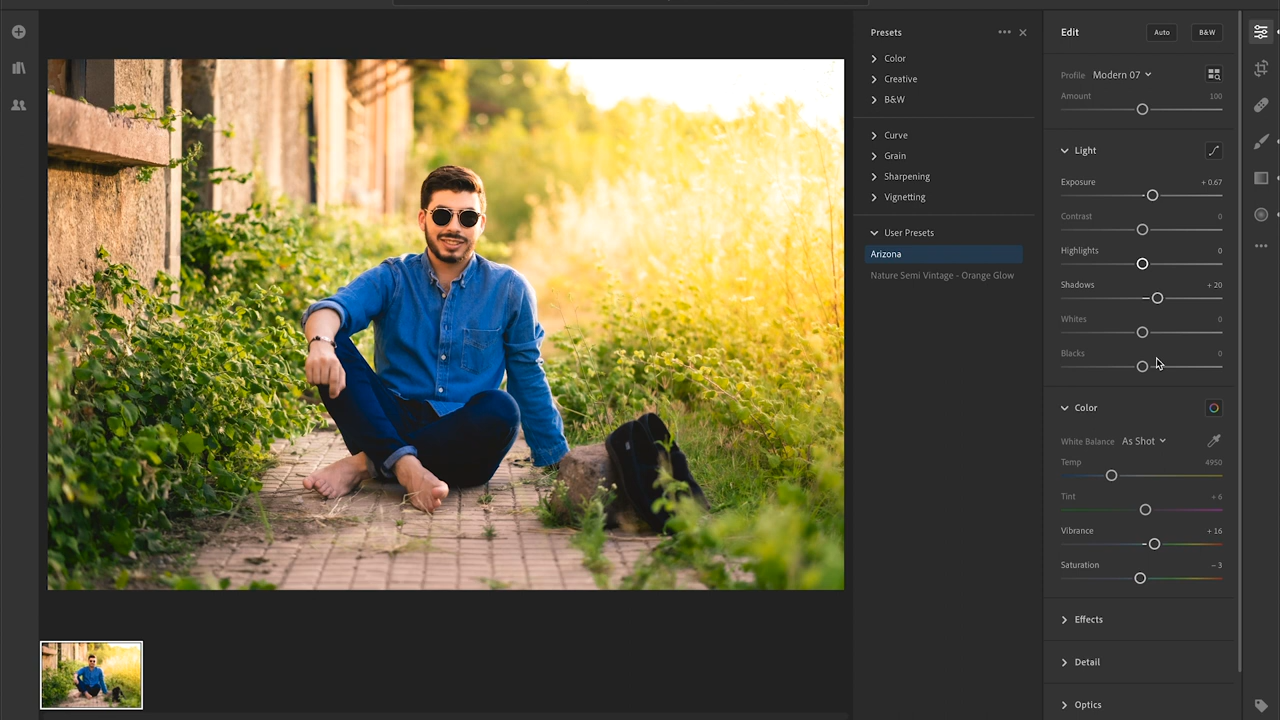 Presets
Color
Creative
B&W
Curve
Grain
Sharpening
Vignetting
User Presets
Arizona
Nature Semi Vintage - Orange Glow
Edit Auto B&W
Profile Modern 07
Amount 100
Light
Exposure + 0.67
Contrast 0
Highlights 0
Shadows + 20
Whites 0
Blacks 0
Color
White Balance As Shot
Temp 4950
Tint + 6
Vibrance + 16
Saturation – 3
Effects
Detail
Optics